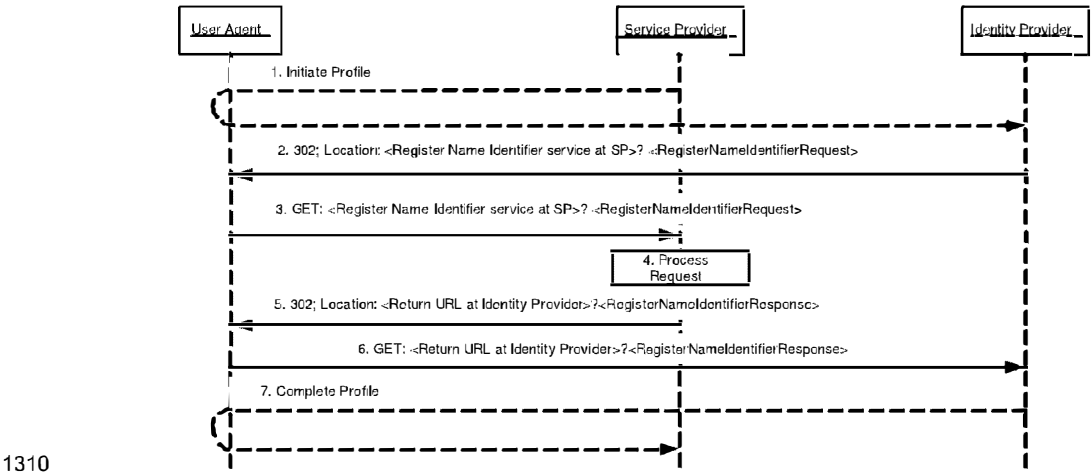 User Agent
Service Provider
Identity Provider
1. Initiate Profile
2. 302; Location: <Register Name Identifier service at SP>? <RegisterNameIdentifierRequest>
3. GET: <Register Name Identifier service at SP>? <RegisterNameIdentifierRequest>
4. Process
Request
5. 302; Location: <Return URL at Identity Provider>?<RegisterNameIdentifierResponse>
6. GET: <Return URL at Identity Provider>?<RegisterNameIdentifierResponse>
7. Complete Profile
1310